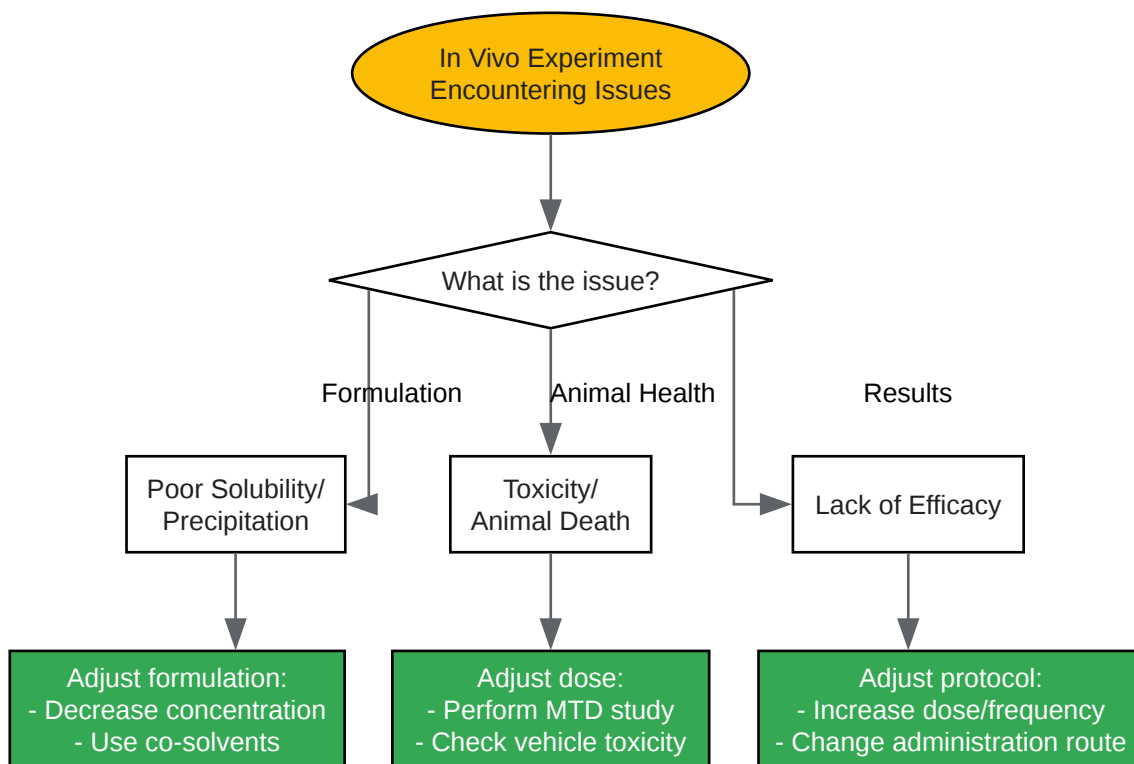 In Vivo Experiment
Encountering Issues
What is the issue?
Formulation
Animal Health
Results
Poor Solubility/
Precipitation
Toxicity/
Animal Death
Lack of Efficacy
Adjust formulation:
- Decrease concentration
- Use co-solvents
Adjust dose:
- Perform MTD study
- Check vehicle toxicity
Adjust protocol:
- Increase dose/frequency
- Change administration route